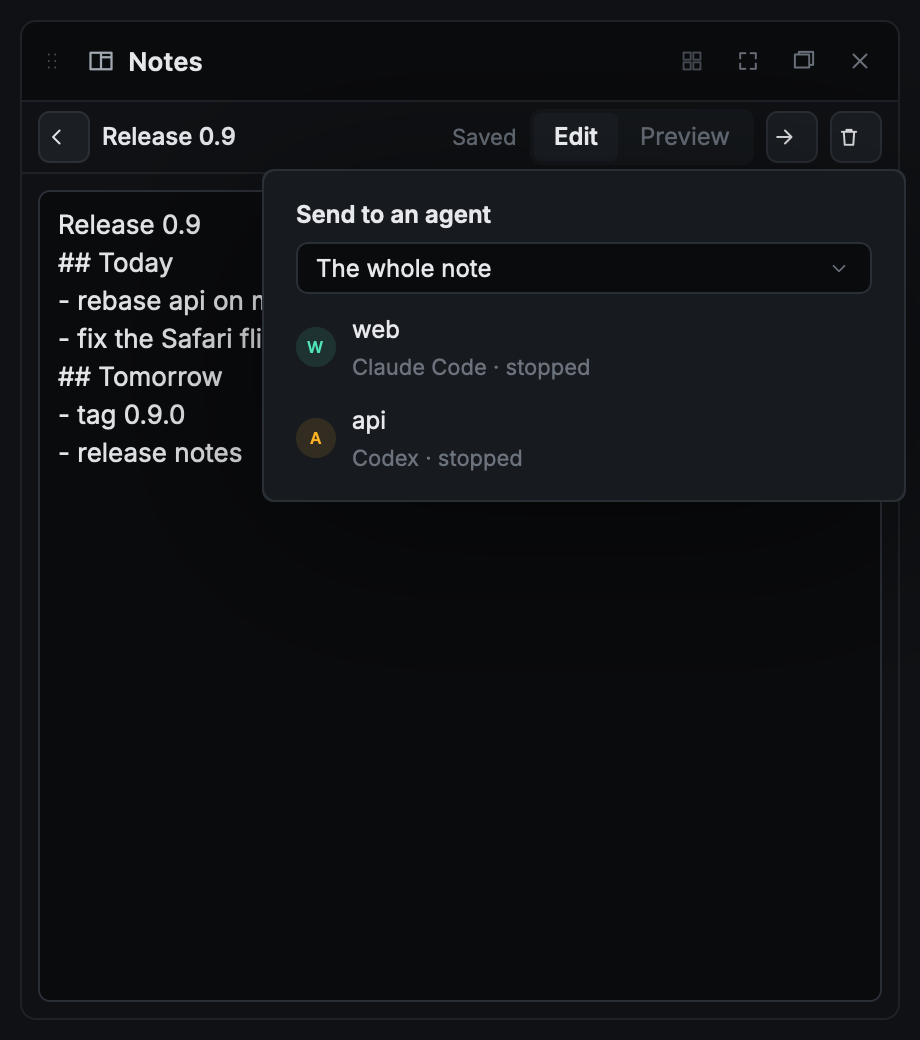 Notes
Release 0.9
Saved
Edit
Preview
Send to an agent
The whole note
W
web
Claude Code · stopped
A
api
Codex · stopped
Release 0.9
## Today
- rebase api on
- fix the Safari
## Tomorrow
- tag 0.9.0
- release notes